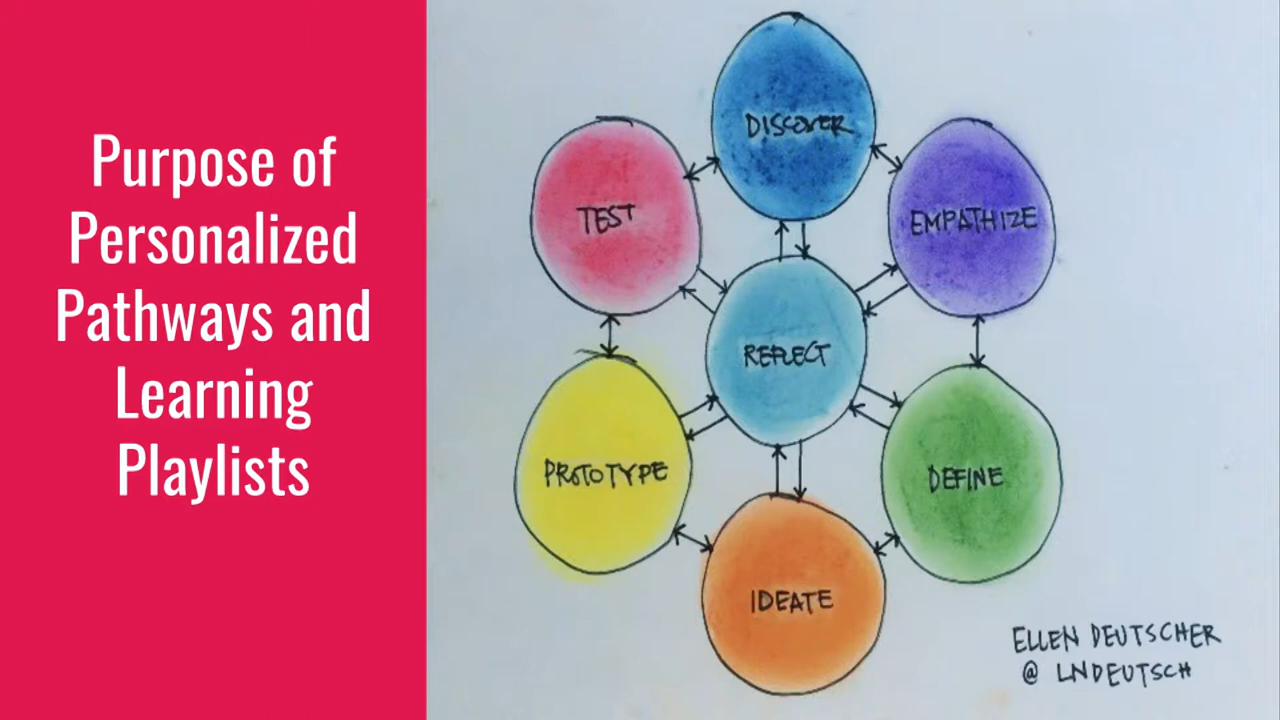 Purpose of
Personalized
Pathways and
Learning
Playlists
DISCOVER
TEST
EMPATHIZE
REFLECT
PROTOTYPE
DEFINE
IDEATE
ELLEN DEUTSCHER
@ LNDEUTSCH